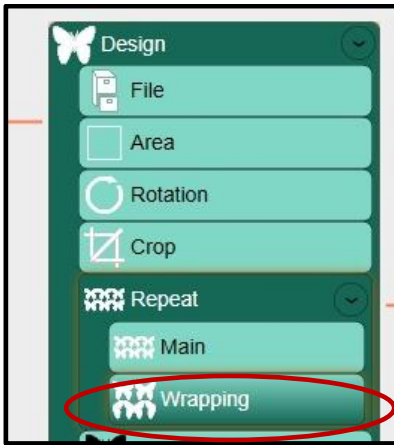 Design
File
Area
Rotation
Crop
Repeat
Main
Wrapping